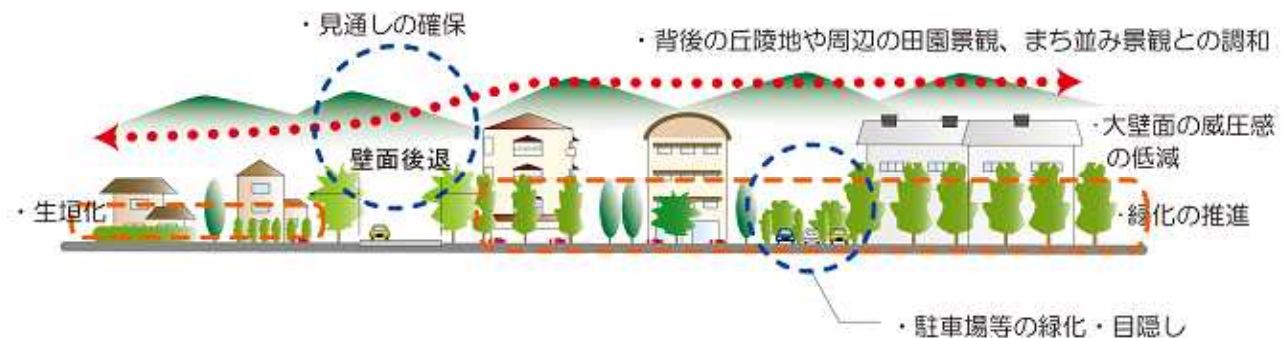 ・見通しの確保
・背後の丘陵地や周辺の田園景観、まち並み景観との調和
・大壁面の威圧感
の低減
壁面後退
・生垣化
・緑化の推進
・駐車場等の緑化・目隠し